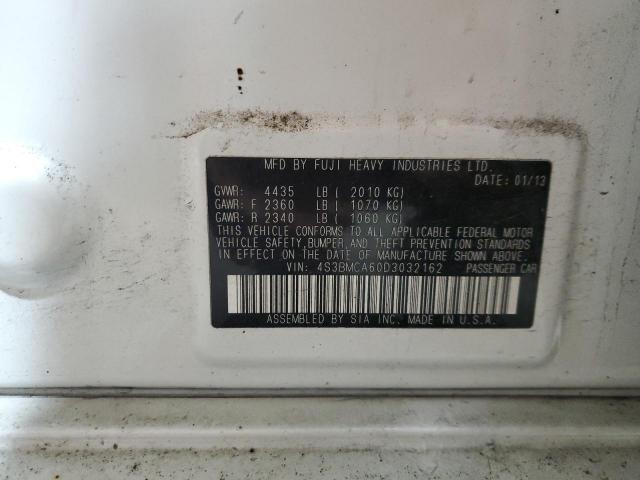 MFD BY FUJI HEAVY INDUSTRIES LTD.
DATE: 01/13
GVWR: 4435 LB ( 2010 KG)
GAWR: F 2360 LB ( 1070 KG)
GAWR: R 2340 LB ( 1060 KG)
THIS VEHICLE CONFORMS TO ALL APPLICABLE FEDERAL MOTOR
VEHICLE SAFETY, BUMPER, AND THEFT PREVENTION STANDARDS
IN EFFECT ON THE DATE OF MANUFACTURE SHOWN ABOVE.
VIN: 4S3BMCA60D3032162 PASSENGER CAR
ASSEMBLED BY SIA INC. MADE IN U.S.A.